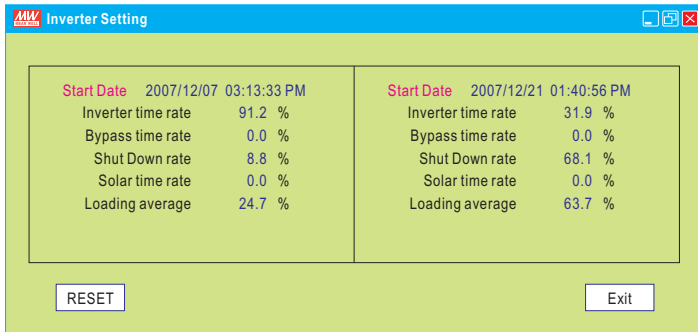 MW MEAN WELL Inverter Setting
Start Date 2007/12/07 03:13:33 PM
Inverter time rate 91.2 %
Bypass time rate 0.0 %
Shut Down rate 8.8 %
Solar time rate 0.0 %
Loading average 24.7 %
Start Date 2007/12/21 01:40:56 PM
Inverter time rate 31.9 %
Bypass time rate 0.0 %
Shut Down rate 68.1 %
Solar time rate 0.0 %
Loading average 63.7 %
RESET
Exit